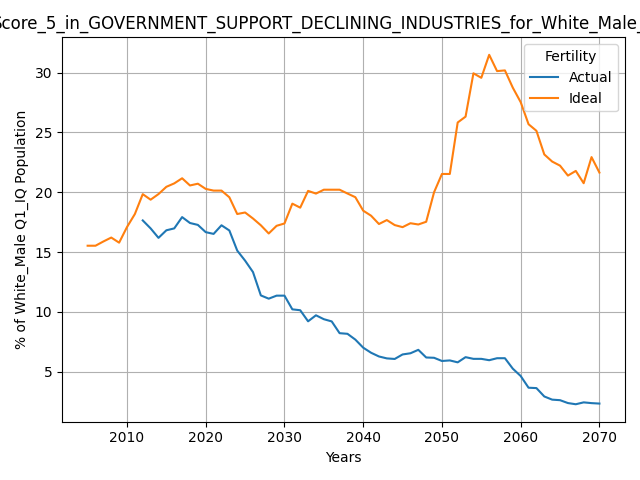 Score_5_in_GOVERNMENT_SUPPORT_DECLINING_INDUSTRIES_for_White_Male_
Fertility
Actual
Ideal
% of White_Male Q1_IQ Population
30
25
20
15
10
5
2010 2020 2030 2040 2050 2060 2070
Years